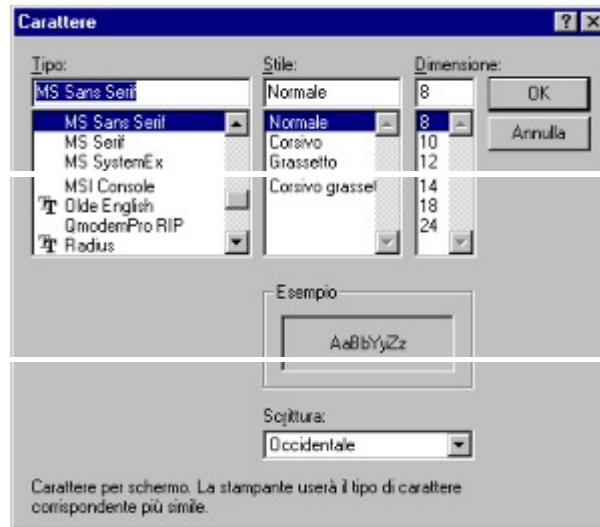 Carattere
Tipo: Stile: Dimensione:
MS Sans Serif Normale 8 OK
MS Sans Serif Normale 8 Annulla
MS Serif Corsivo 10
MS SystemEx Grassetto 12
MSI Console Corsivo grasset 14
Olde English 18
QmodemPro RIP 24
Radius
Esempio
AaBbYyZz
Scrittura:
Occidentale
Carattere per schermo. La stampante userà il tipo di carattere
corrispondente più simile.